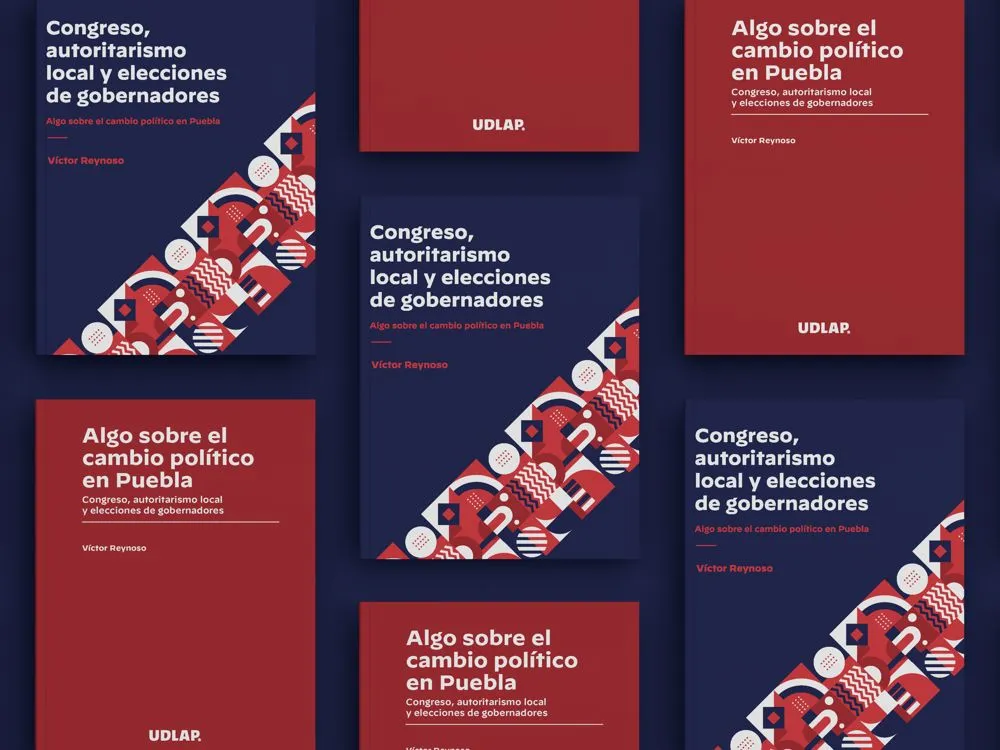 Congreso,
autoritarismo
local y elecciones
de gobernadores
Algo sobre el cambio político en Puebla
Víctor Reynoso
Algo sobre el
cambio político
en Puebla
Congreso, autoritarismo local
y elecciones de gobernadores
Víctor Reynoso
UDLAP.
UDLAP.
Congreso,
autoritarismo
local y elecciones
de gobernadores
Algo sobre el cambio político en Puebla
Víctor Reynoso
Algo sobre el
cambio político
en Puebla
Congreso, autoritarismo local
y elecciones de gobernadores
UDLAP.
Algo sobre el
cambio político
en Puebla
Congreso, autoritarismo local
y elecciones de gobernadores
Víctor Reynoso
UDLAP.
Congreso,
autoritarismo
local y elecciones
de gobernadores
Algo sobre el cambio político en Puebla
Víctor Reynoso